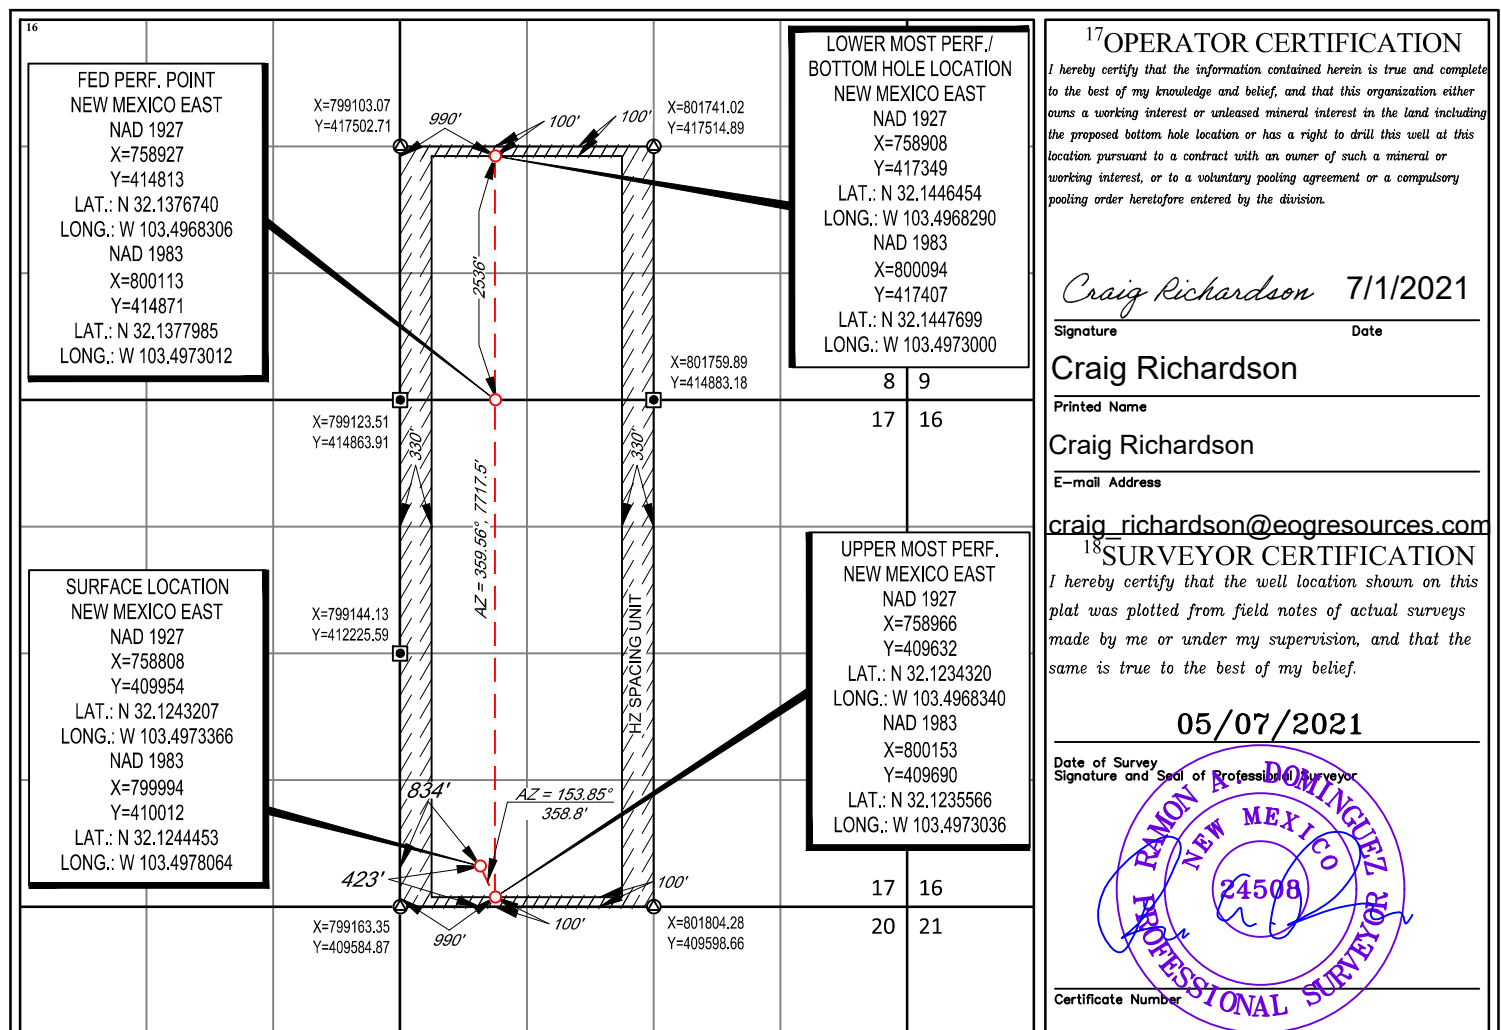 16
FED PERF. POINT
NEW MEXICO EAST
NAD 1927
X=758927
Y=414813
LAT.: N 32.1376740
LONG.: W 103.4968306
NAD 1983
X=800113
Y=414871
LAT.: N 32.1377985
LONG.: W 103.4973012
X=799103.07
Y=417502.71
990'
100'
100'
X=801741.02
Y=417514.89
LOWER MOST PERF./
BOTTOM HOLE LOCATION
NEW MEXICO EAST
NAD 1927
X=758908
Y=417349
LAT.: N 32.1446454
LONG.: W 103.4968290
NAD 1983
X=800094
Y=417407
LAT.: N 32.1447699
LONG.: W 103.4973000
2536'
X=801759.89
Y=414883.18
8 9
17 16
X=799123.51
Y=414863.91
330'
330'
AZ = 359.56°, 7717.5'
HZ SPACING UNIT
SURFACE LOCATION
NEW MEXICO EAST
NAD 1927
X=758808
Y=409954
LAT.: N 32.1243207
LONG.: W 103.4973366
NAD 1983
X=799994
Y=410012
LAT.: N 32.1244453
LONG.: W 103.4978064
X=799144.13
Y=412225.59
UPPER MOST PERF.
NEW MEXICO EAST
NAD 1927
X=758966
Y=409632
LAT.: N 32.1234320
LONG.: W 103.4968340
NAD 1983
X=800153
Y=409690
LAT.: N 32.1235566
LONG.: W 103.4973036
834'
AZ = 153.85°
358.8'
423'
100'
17 16
20 21
X=799163.35
Y=409584.87
990'
100'
X=801804.28
Y=409598.66
17 OPERATOR CERTIFICATION
I hereby certify that the information contained herein is true and complete
to the best of my knowledge and belief, and that this organization either
owns a working interest or unleased mineral interest in the land including
the proposed bottom hole location or has a right to drill this well at this
location pursuant to a contract with an owner of such a mineral or
working interest, or to a voluntary pooling agreement or a compulsory
pooling order heretofore entered by the division.
Craig Richardson 7/1/2021
Signature Date
Craig Richardson
Printed Name
Craig Richardson
E-mail Address
craig_richardson@eogresources.com
18 SURVEYOR CERTIFICATION
I hereby certify that the well location shown on this
plat was plotted from field notes of actual surveys
made by me or under my supervision, and that the
same is true to the best of my belief.
05/07/2021
Date of Survey
Signature and Seal of Professional Surveyor
RAMON A. DOMINGUEZ
NEW MEXICO
24508
PROFESSIONAL SURVEYOR
Certificate Number